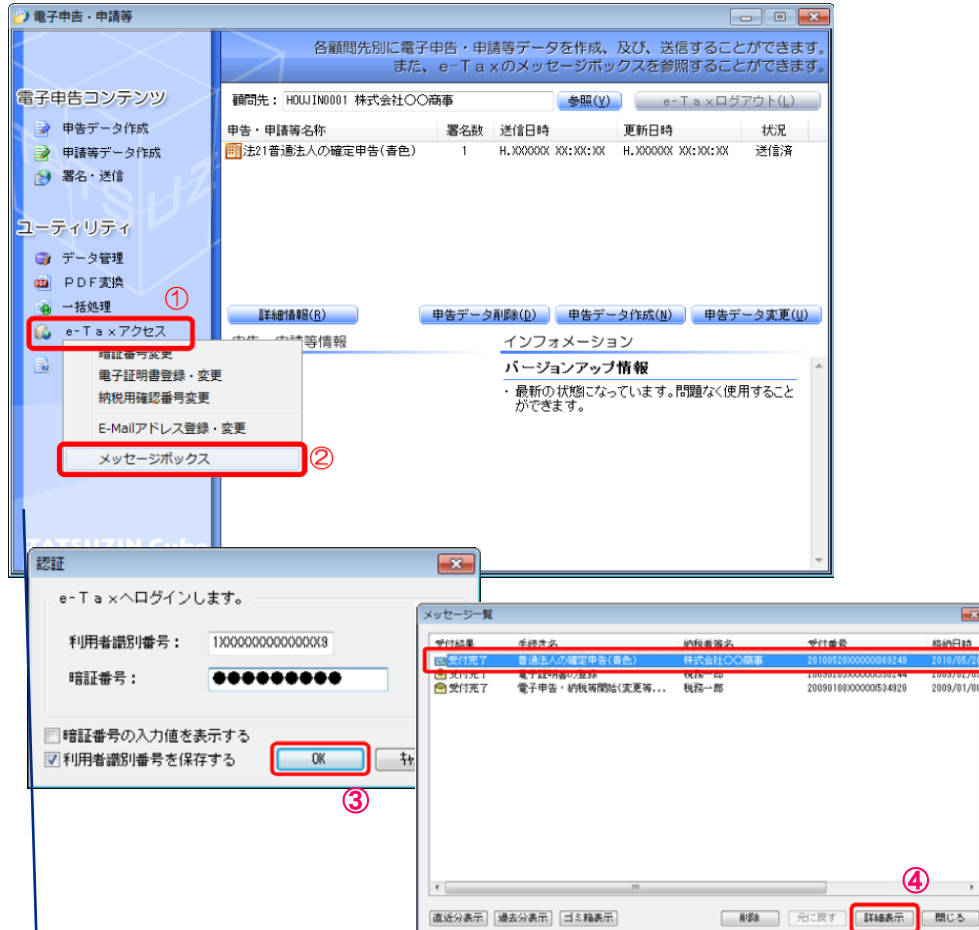 電子申告・申請等
各顧問先別に電子申告・申請等データを作成、及び、送信することができます。
また、e-Taxのメッセージボックスを参照することができます。
電子申告コンテンツ
申告データ作成
申請等データ作成
署名・送信
ユーティリティ
データ管理
PDF変換
一括処理
①
e-Taxアクセス
暗証番号変更
電子証明書登録・変更
納税用確認番号変更
E-Mailアドレス登録・変更
メッセージボックス
②
顧問先： HOUJIN0001 株式会社〇〇商事 参照(V) e-Taxログアウト(L)
申告・申請等名称 署名数 送信日時 更新日時 状況
法21普通法人の確定申告(青色) 1 H.XXXXXX XX:XX:XX H.XXXXXX XX:XX:XX 送信済
詳細情報(R) 申告データ削除(D) 申告データ作成(N) 申告データ変更(U)
申告・申請等情報
インフォメーション
バージョンアップ情報
・最新の状態になっています。問題なく使用すること
ができます。
TATSUZIN Cube
認証
e-Taxへログインします。
利用者識別番号： 1XXXXXXXXXXXXXX9
暗証番号： ●●●●●●●●●
暗証番号の入力値を表示する
利用者識別番号を保存する
OK
③
メッセージ一覧
受付結果 手続き名 納税者等名 受付番号 格納日時
受付完了 普通法人の確定申告(青色) 株式会社〇〇商事
受付完了 電子証明書の登録 税務一郎
受付完了 電子申告・納税等開始(変更等... 税務一郎 20090108XXXXXXX534928
④
直近分表示 過去分表示 ゴミ箱表示 削除 元に戻す 詳細表示 閉じる